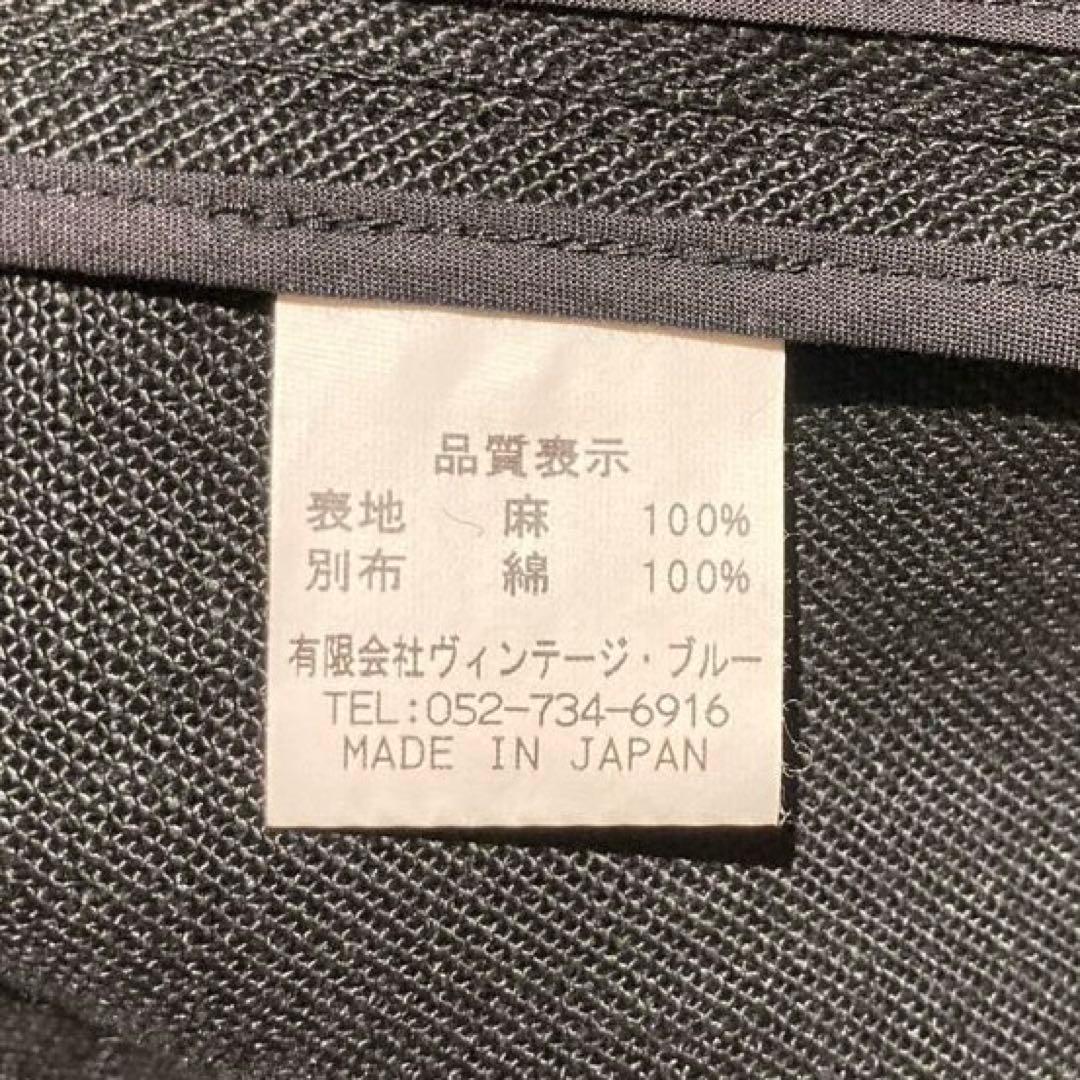 品質表示
表地 麻 100%
別布 綿 100%
有限会社ヴィンテージ・ブルー
TEL:052-734-6916
MADE IN JAPAN